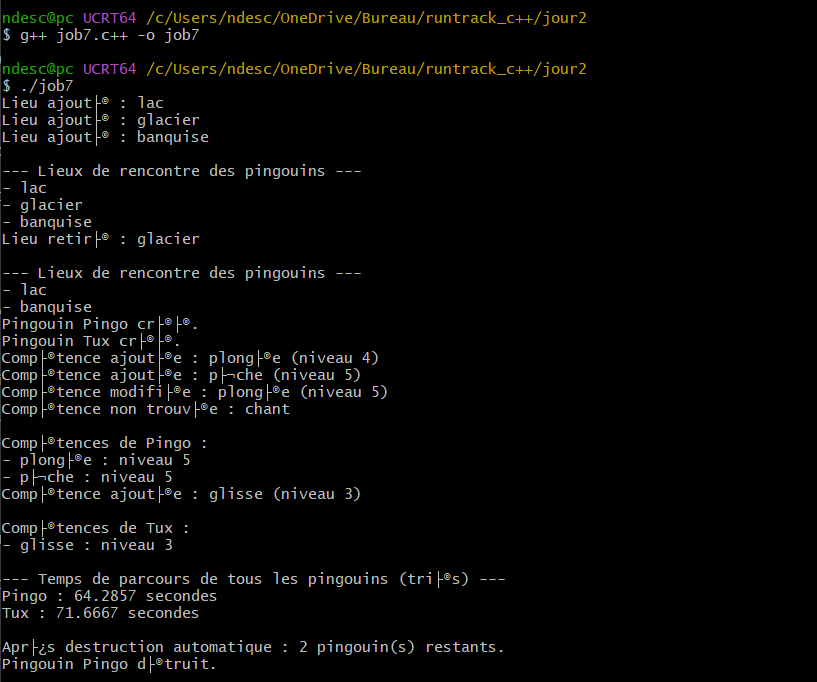 ndesc@pc UCRT64 /c/Users/ndesc/OneDrive/Bureau/runtrack_c++/jour2
$ g++ job7.c++ -o job7
ndesc@pc UCRT64 /c/Users/ndesc/OneDrive/Bureau/runtrack_c++/jour2
$ ./job7
Lieu ajout├® : lac
Lieu ajout├® : glacier
Lieu ajout├® : banquise
--- Lieux de rencontre des pingouins ---
- lac
- glacier
- banquise
Lieu retir├® : glacier
--- Lieux de rencontre des pingouins ---
- lac
- banquise
Pingouin Pingo cr├®├®.
Pingouin Tux cr├®├®.
Comp├®tence ajout├®e : plong├®e (niveau 4)
Comp├®tence ajout├®e : p├¬che (niveau 5)
Comp├®tence modifi├®e : plong├®e (niveau 5)
Comp├®tence non trouv├®e : chant
Comp├®tences de Pingo :
- plong├®e : niveau 5
- p├¬che : niveau 5
Comp├®tence ajout├®e : glisse (niveau 3)
Comp├®tences de Tux :
- glisse : niveau 3
--- Temps de parcours de tous les pingouins (tri├®s) ---
Pingo : 64.2857 secondes
Tux : 71.6667 secondes
Apr├¿s destruction automatique : 2 pingouin(s) restants.
Pingouin Pingo d├®truit.